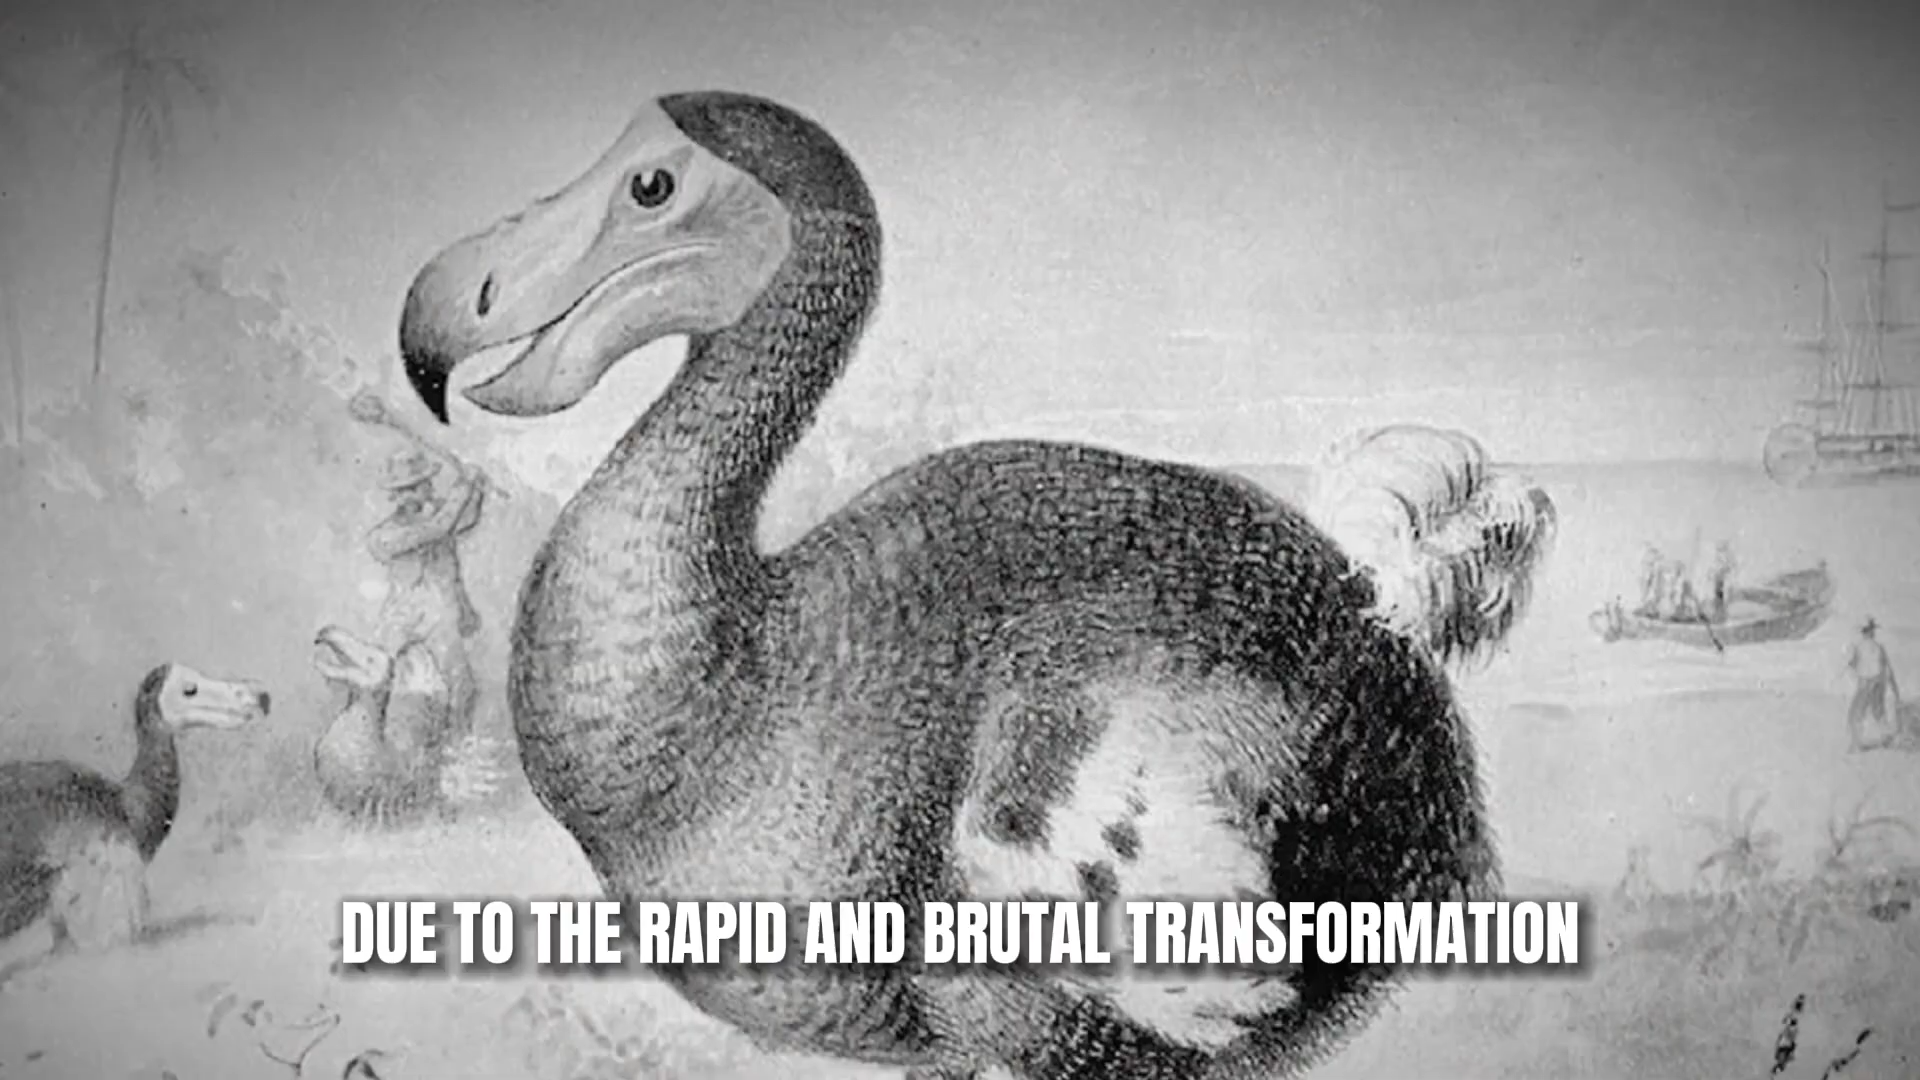 DUE TO THE RAPID AND BRUTAL TRANSFORMATION